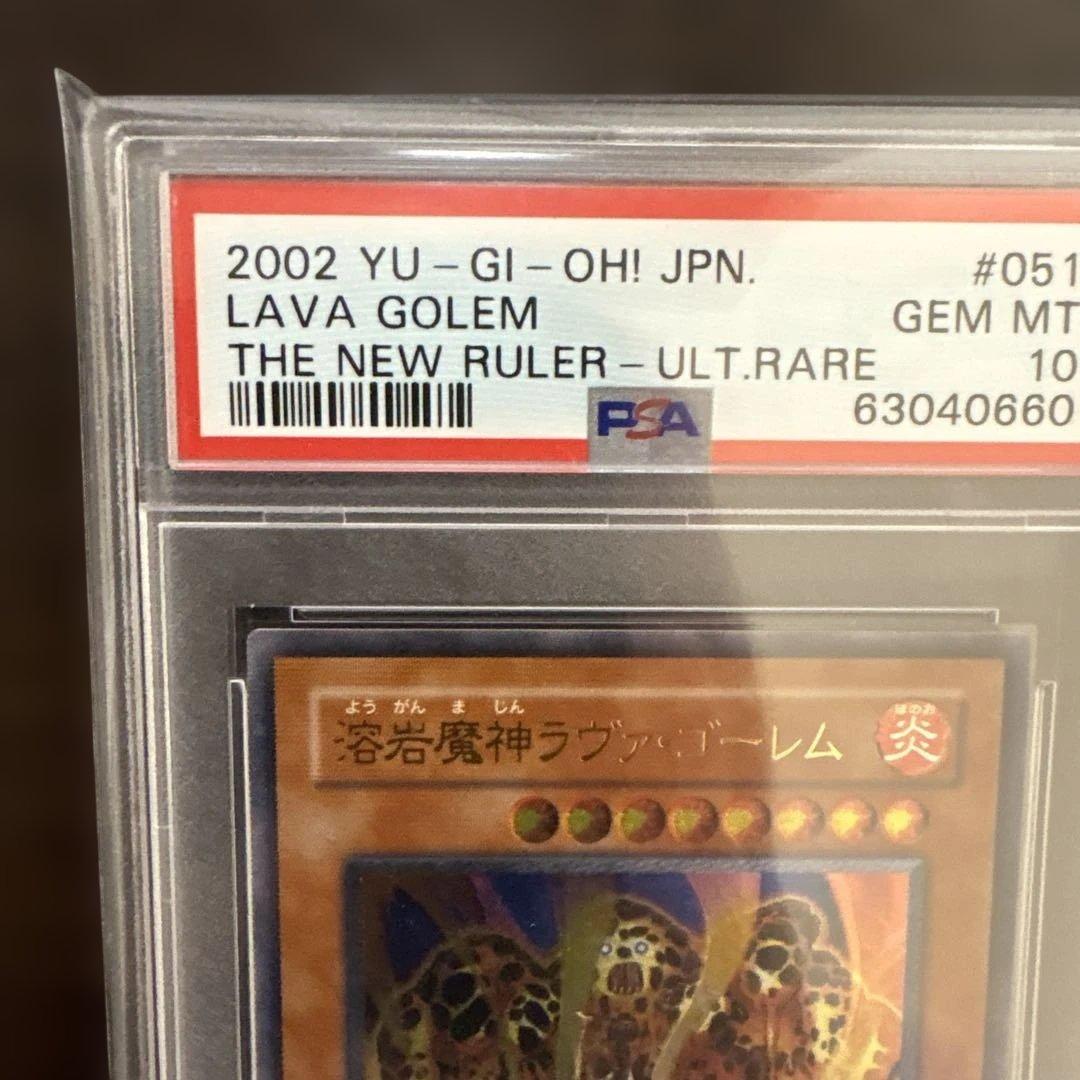 2002 YU-GI-OH! JPN. #051
LAVA GOLEM GEM MT
THE NEW RULER-ULT.RARE 10
PSA 63040660
よう がん ま じん
溶岩魔神ラヴァ・ゴーレム
ほのお
炎